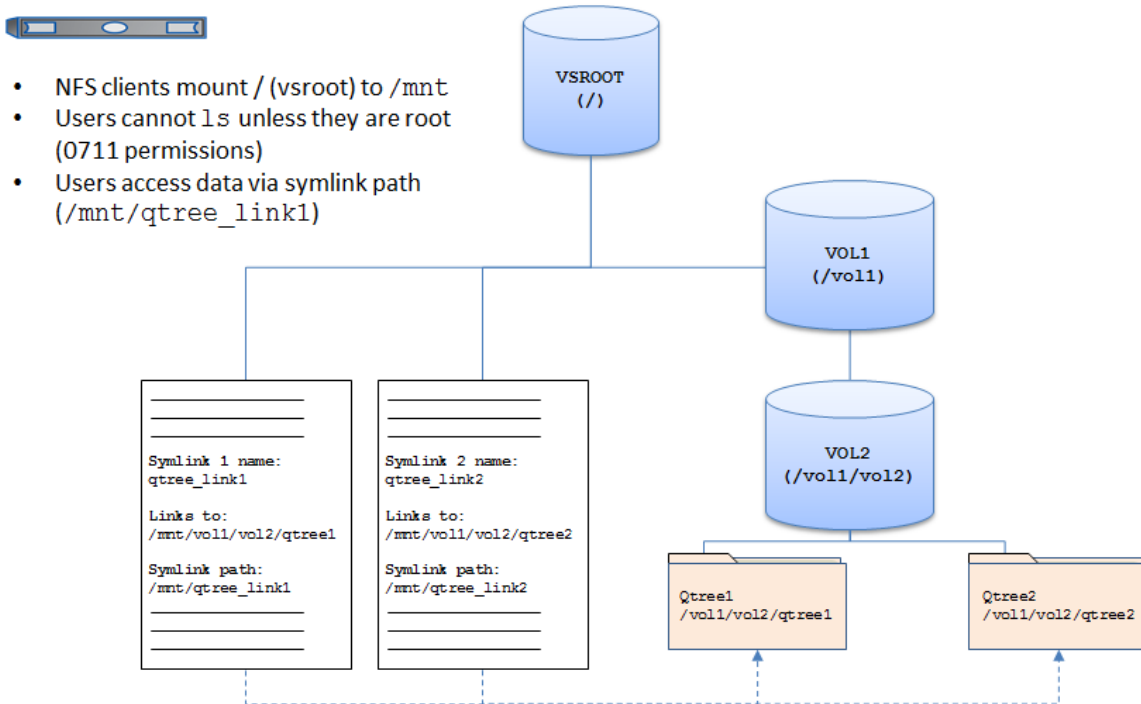 • NFS clients mount / (vsroot) to /mnt
• Users cannot ls unless they are root
(0711 permissions)
• Users access data via symlink path
(/mnt/qtree_link1)
VSROOT
(/)
VOL1
(/vol1)
VOL2
(/vol1/vol2)
Symlink 1 name:
qtree_link1
Links to:
/mnt/vol1/vol2/qtree1
Symlink path:
/mnt/qtree_link1
Symlink 2 name:
qtree_link2
Links to:
/mnt/vol1/vol2/qtree2
Symlink path:
/mnt/qtree_link2
Qtree1
/vol1/vol2/qtree1
Qtree2
/vol1/vol2/qtree2